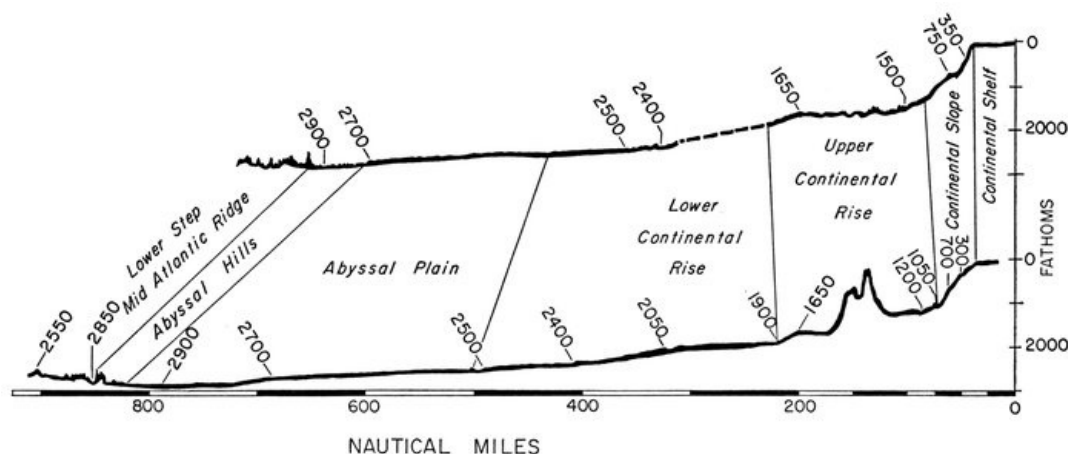 350
0
750
1500
1650
2400
2500
2000
2700
2900
Continental Shelf
Continental Slope
Upper
Continental
Rise
Lower
Continental
Rise
Abyssal Plain
Abyssal Hills
Lower Step
Mid Atlantic Ridge
FATHOMS
0
300
700
1050
1200
1650
1900
2050
2400
2500
2700
2900
2850
2550
2000
800
600
400
200
0
NAUTICAL MILES